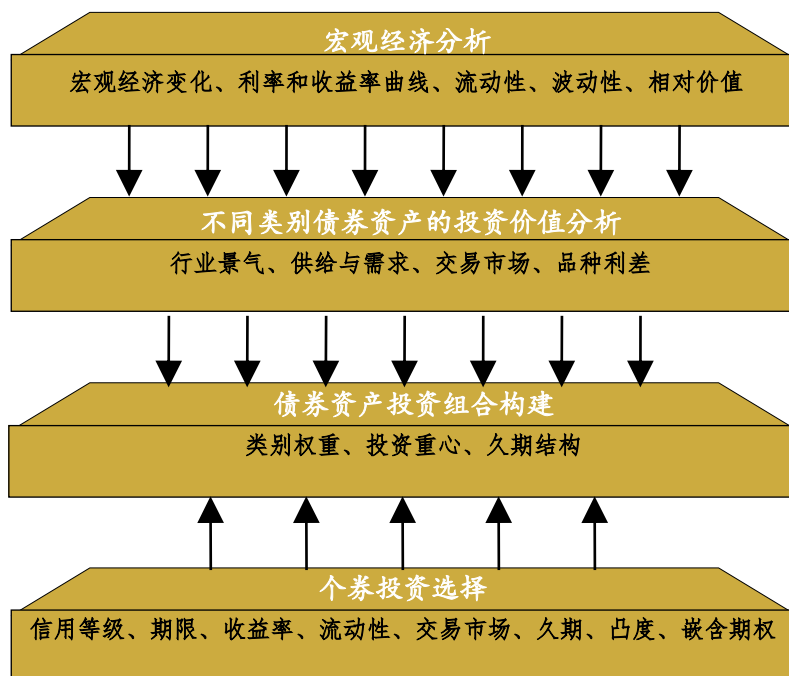 宏观经济分析
宏观经济变化、利率和收益率曲线、流动性、波动性、相对价值
不同类别债券资产的投资价值分析
行业景气、供给与需求、交易市场、品种利差
债券资产投资组合构建
类别权重、投资重心、久期结构
个券投资选择
信用等级、期限、收益率、流动性、交易市场、久期、凸度、嵌含期权